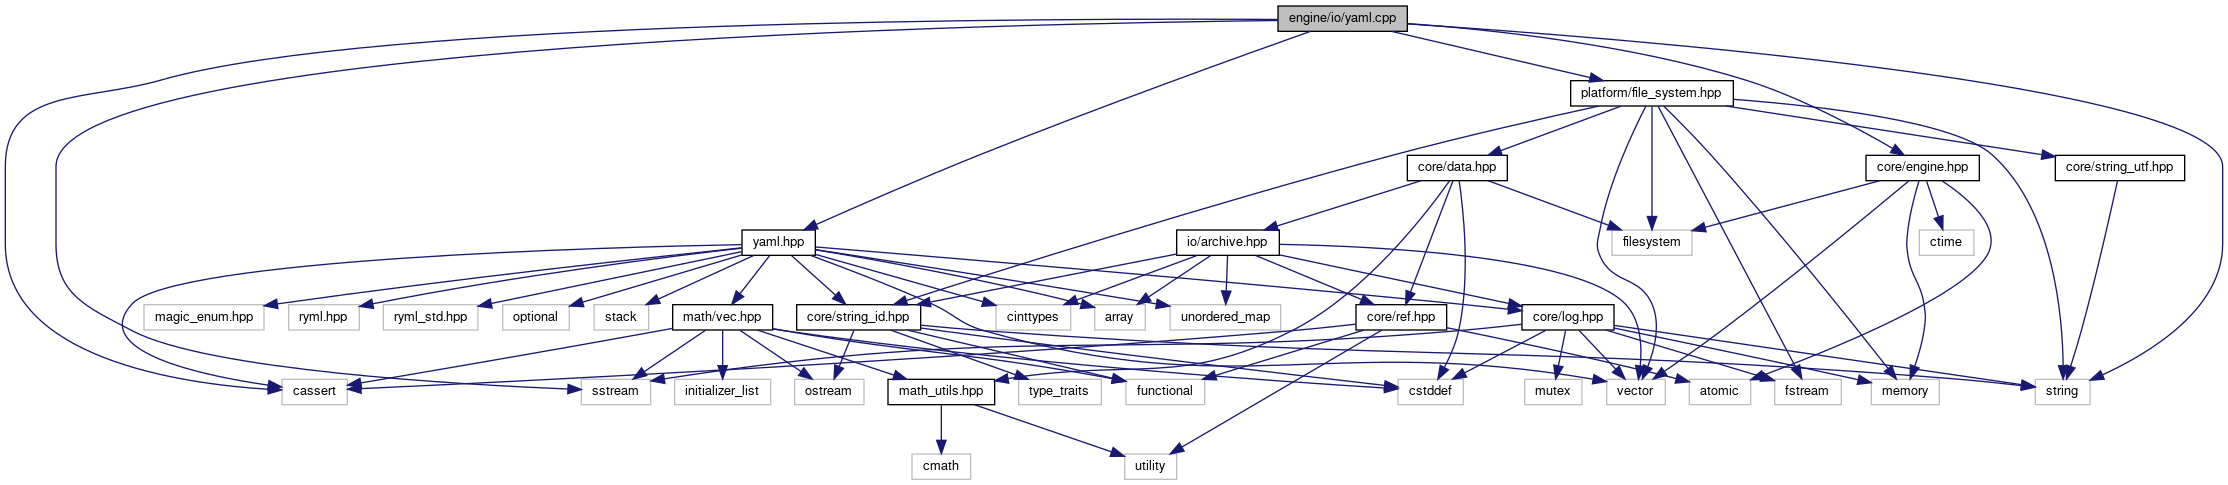 engine/io/yaml.cpp
platform/file_system.hpp
core/data.hpp
core/engine.hpp
core/string_utf.hpp
yaml.hpp
io/archive.hpp
filesystem
ctime
magic_enum.hpp
ryml.hpp
ryml_std.hpp
optional
stack
math/vec.hpp
core/string_id.hpp
cinttypes
array
unordered_map
core/ref.hpp
core/log.hpp
cassert
sstream
initializer_list
ostream
math_utils.hpp
type_traits
functional
cstddef
mutex
vector
atomic
fstream
memory
string
cmath
utility